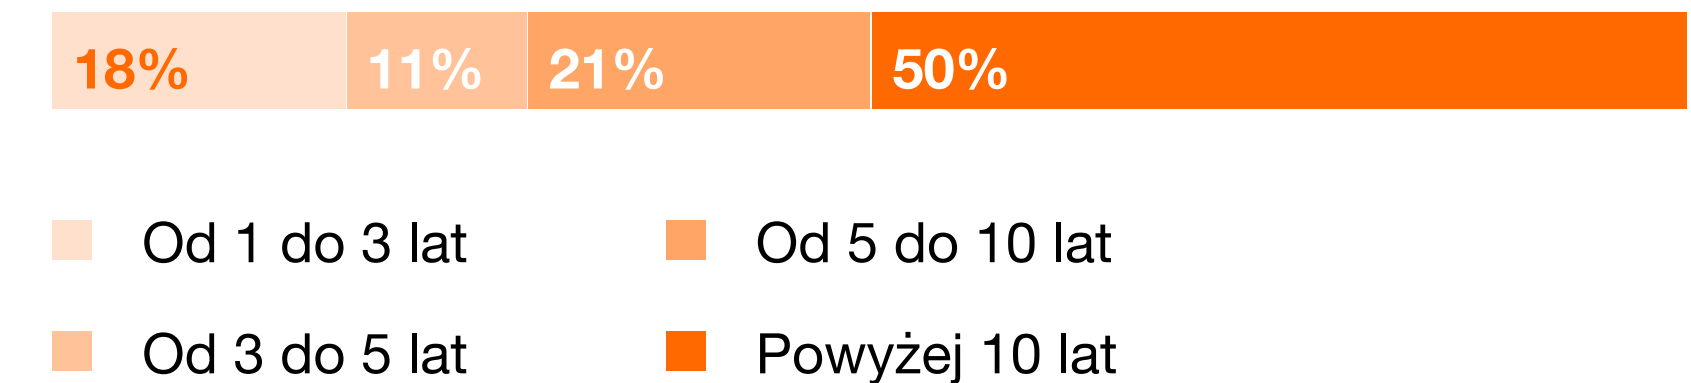 18% 11% 21% 50%
Od 1 do 3 lat
Od 3 do 5 lat
Od 5 do 10 lat
Powyżej 10 lat